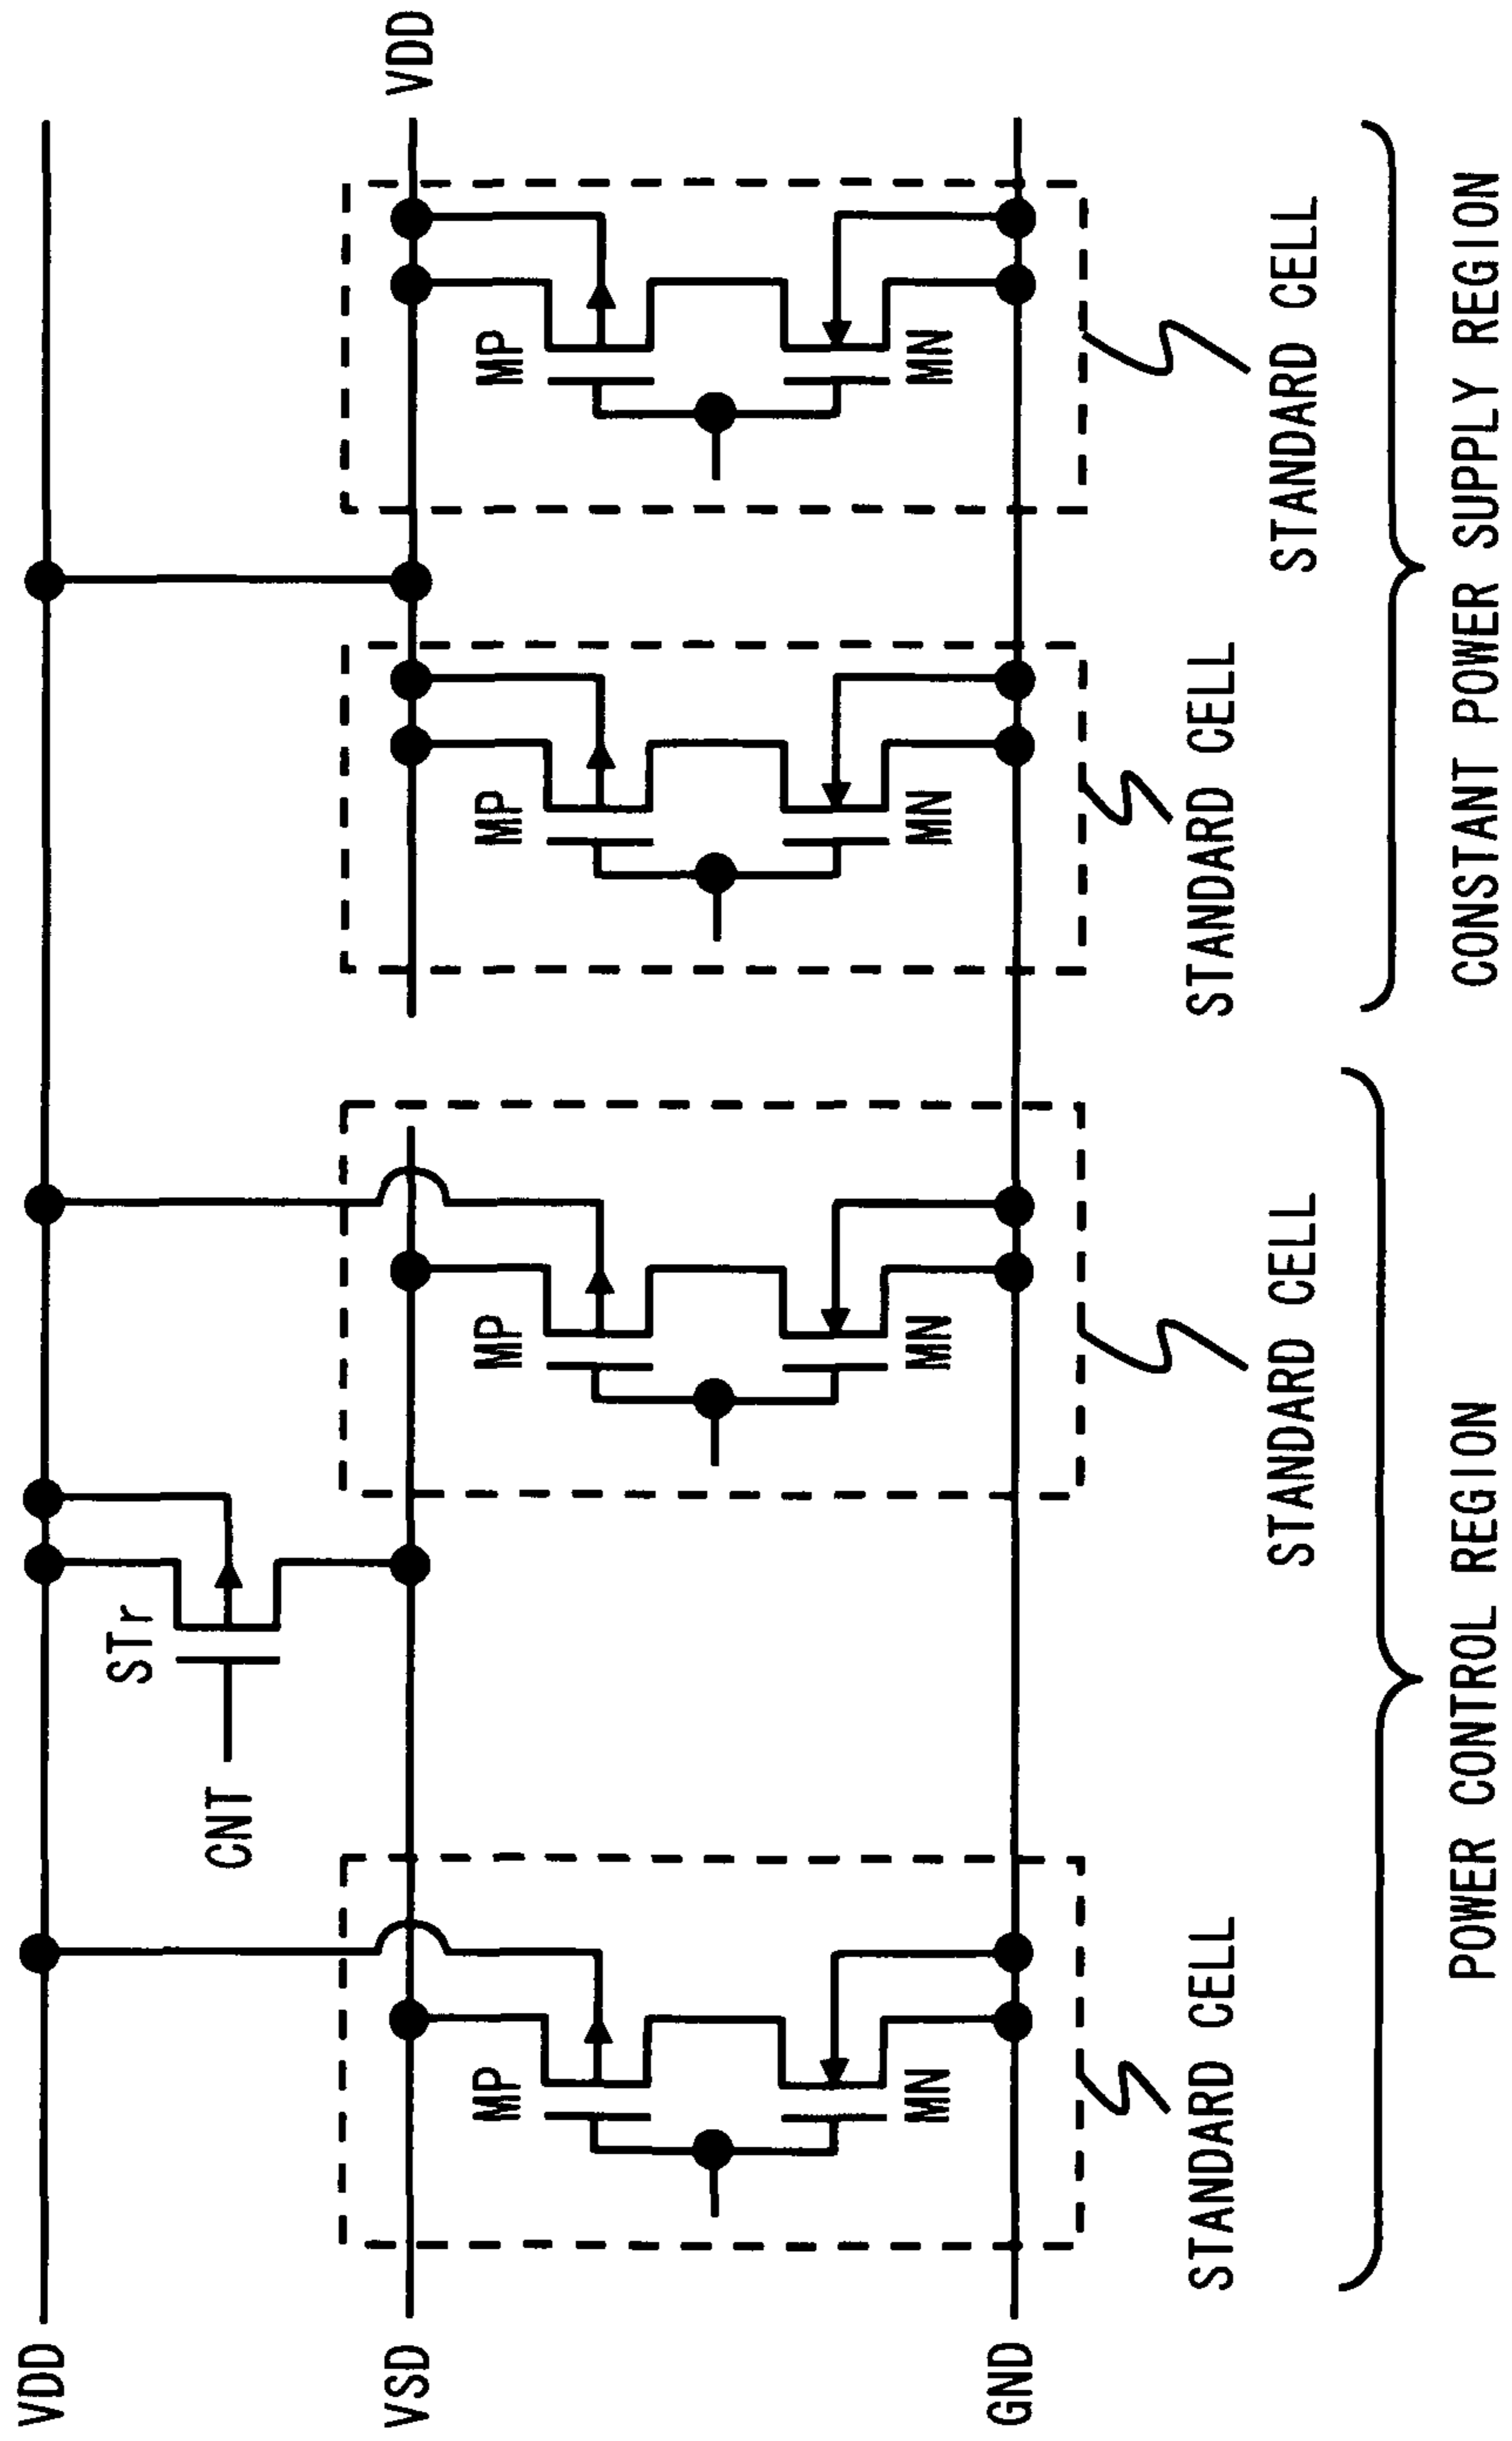 VDD
STr
CNT
VSD
VDD
MP
MP
MP
MP
MN
MN
MN
MN
GND
STANDARD CELL
STANDARD CELL
STANDARD CELL
STANDARD CELL
POWER CONTROL REGION
CONSTANT POWER SUPPLY REGION